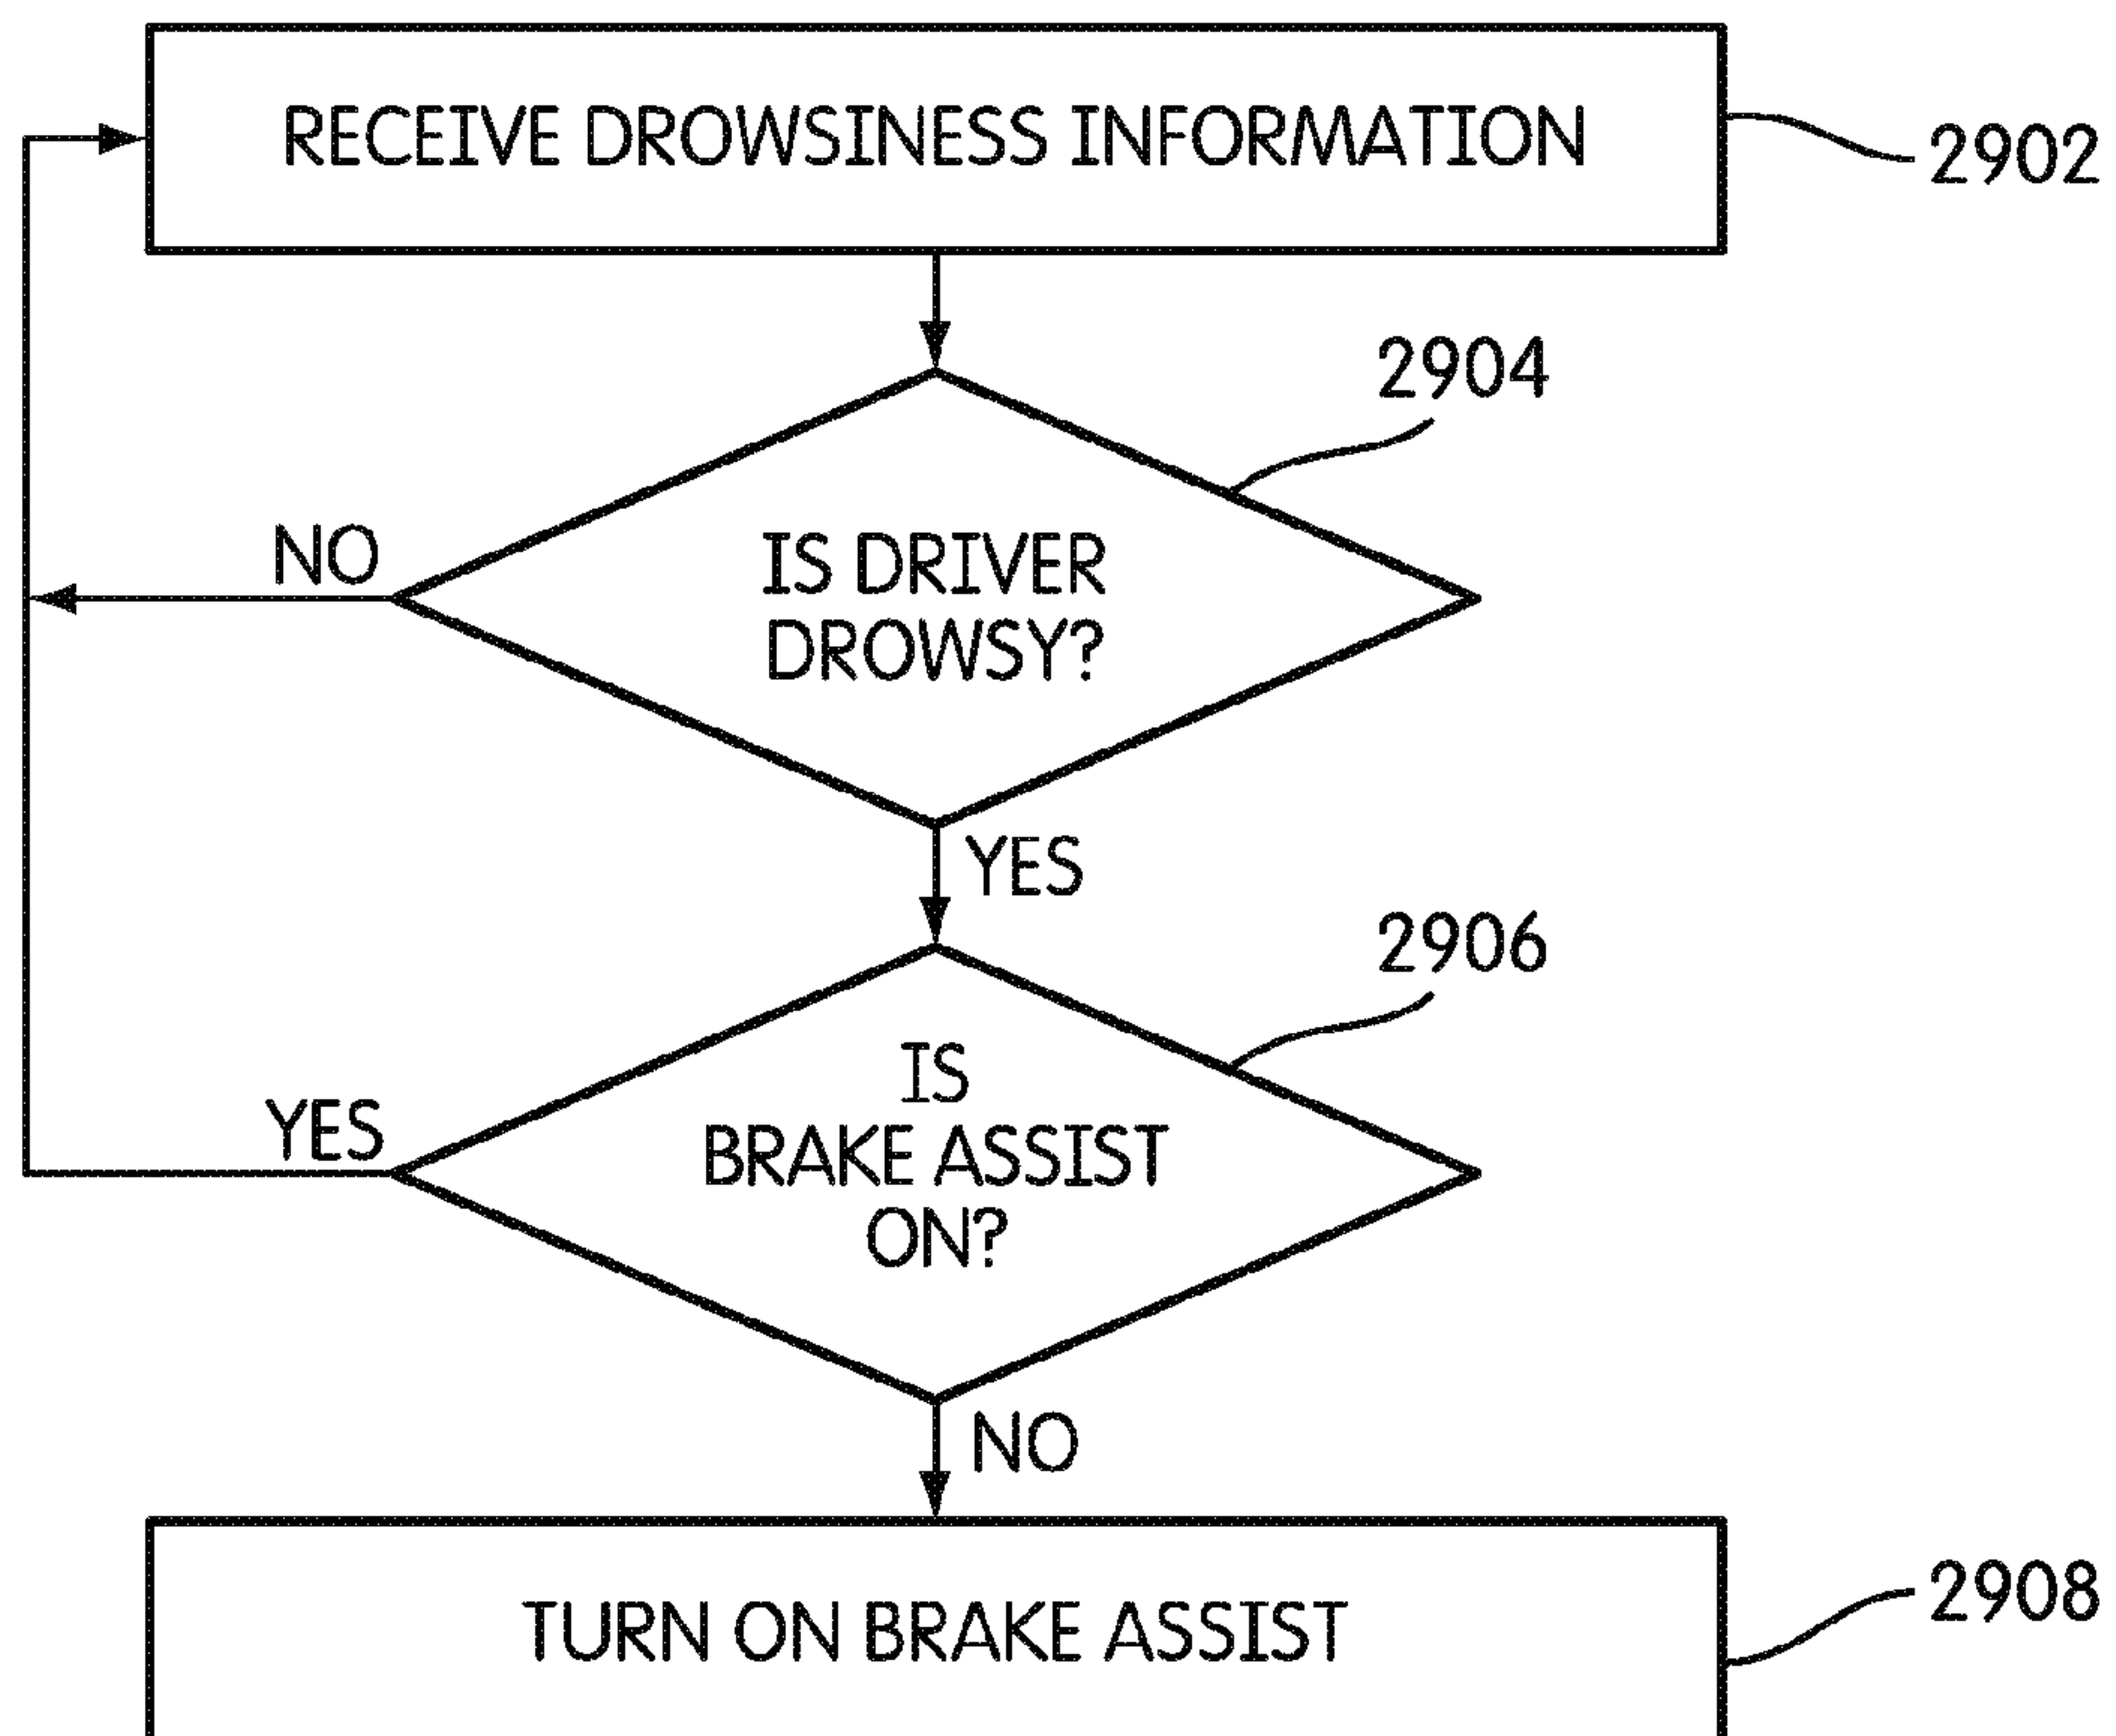 RECEIVE DROWSINESS INFORMATION
2902
2904
IS DRIVER
DROWSY?
NO
YES
2906
IS
BRAKE ASSIST
ON?
YES
NO
TURN ON BRAKE ASSIST
2908